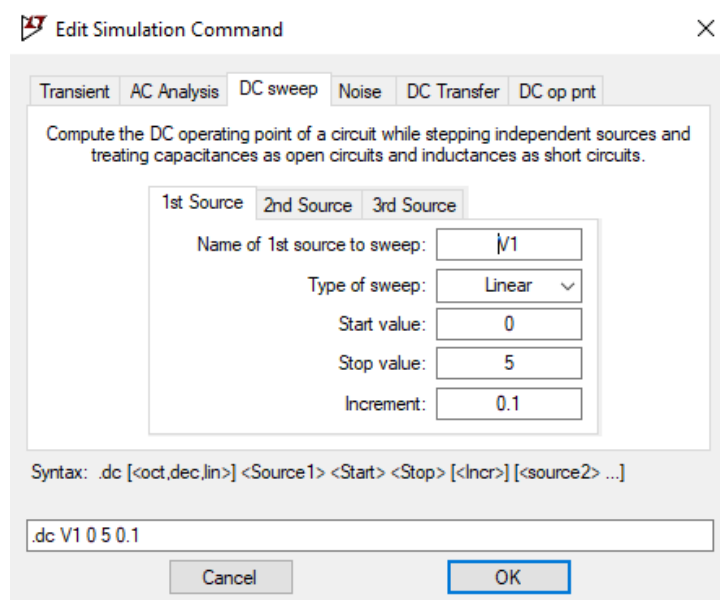 Edit Simulation Command
Transient AC Analysis DC sweep Noise DC Transfer DC op pnt
Compute the DC operating point of a circuit while stepping independent sources and
treating capacitances as open circuits and inductances as short circuits.
1st Source 2nd Source 3rd Source
Name of 1st source to sweep: V1
Type of sweep: Linear
Start value: 0
Stop value: 5
Increment: 0.1
Syntax: .dc [<oct,dec,lin>] <Source1> <Start> <Stop> [<Incr>] [<source2> ...]
.dc V1 0 5 0.1
Cancel OK